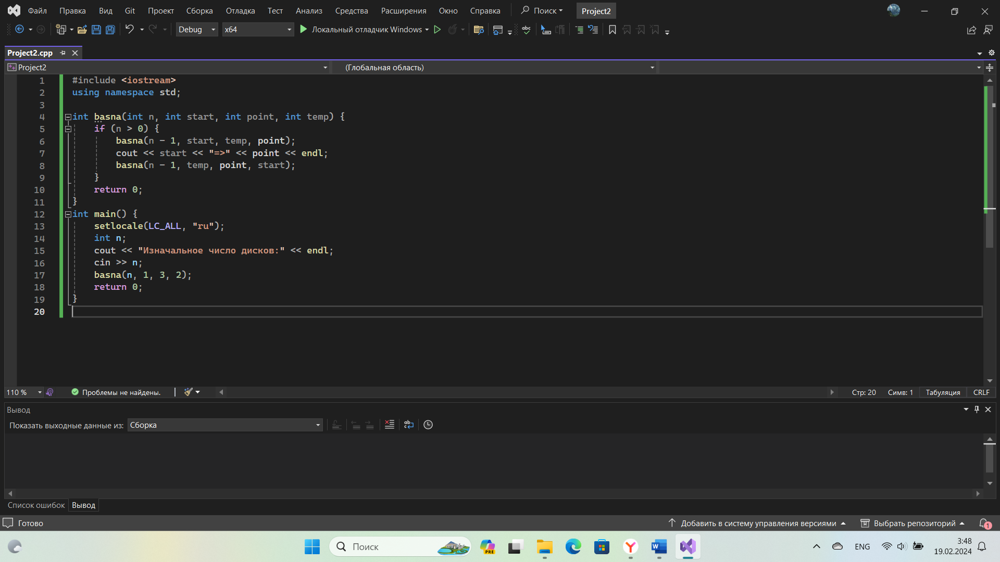 Файл Правка Вид Git Проект Сборка Отладка Тест Анализ Средства Расширения Окно Справка Поиск Project2
Debug x64 Локальный отладчик Windows abc
Project2.cpp
Project2 (Глобальная область)
1 #include <iostream>
2 using namespace std;
3
4 int basna(int n, int start, int point, int temp) {
5 if (n > 0) {
6 basna(n - 1, start, temp, point);
7 cout << start << "=>" << point << endl;
8 basna(n - 1, temp, point, start);
9 }
10 return 0;
11 }
12 int main() {
13 setlocale(LC_ALL, "ru");
14 int n;
15 cout << "Изначальное число дисков:" << endl;
16 cin >> n;
17 basna(n, 1, 3, 2);
18 return 0;
19 }
20
110 % Проблемы не найдены. Стр: 20 Симв: 1 Табуляция CRLF
Вывод
Показать выходные данные из: Сборка
Список ошибок Вывод
Готово Добавить в систему управления версиями Выбрать репозиторий 1
Поиск PRE W ENG 3:48
19.02.2024